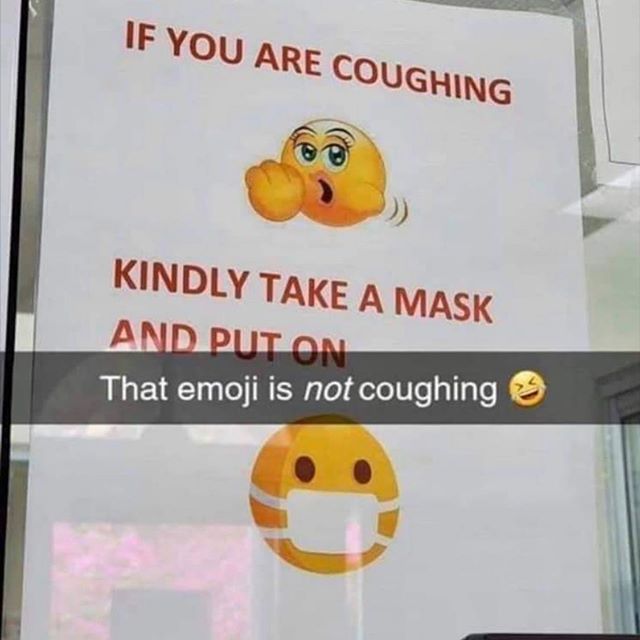 IF YOU ARE COUGHING
KINDLY TAKE A MASK
AND PUT ON
That emoji is not coughing 😆